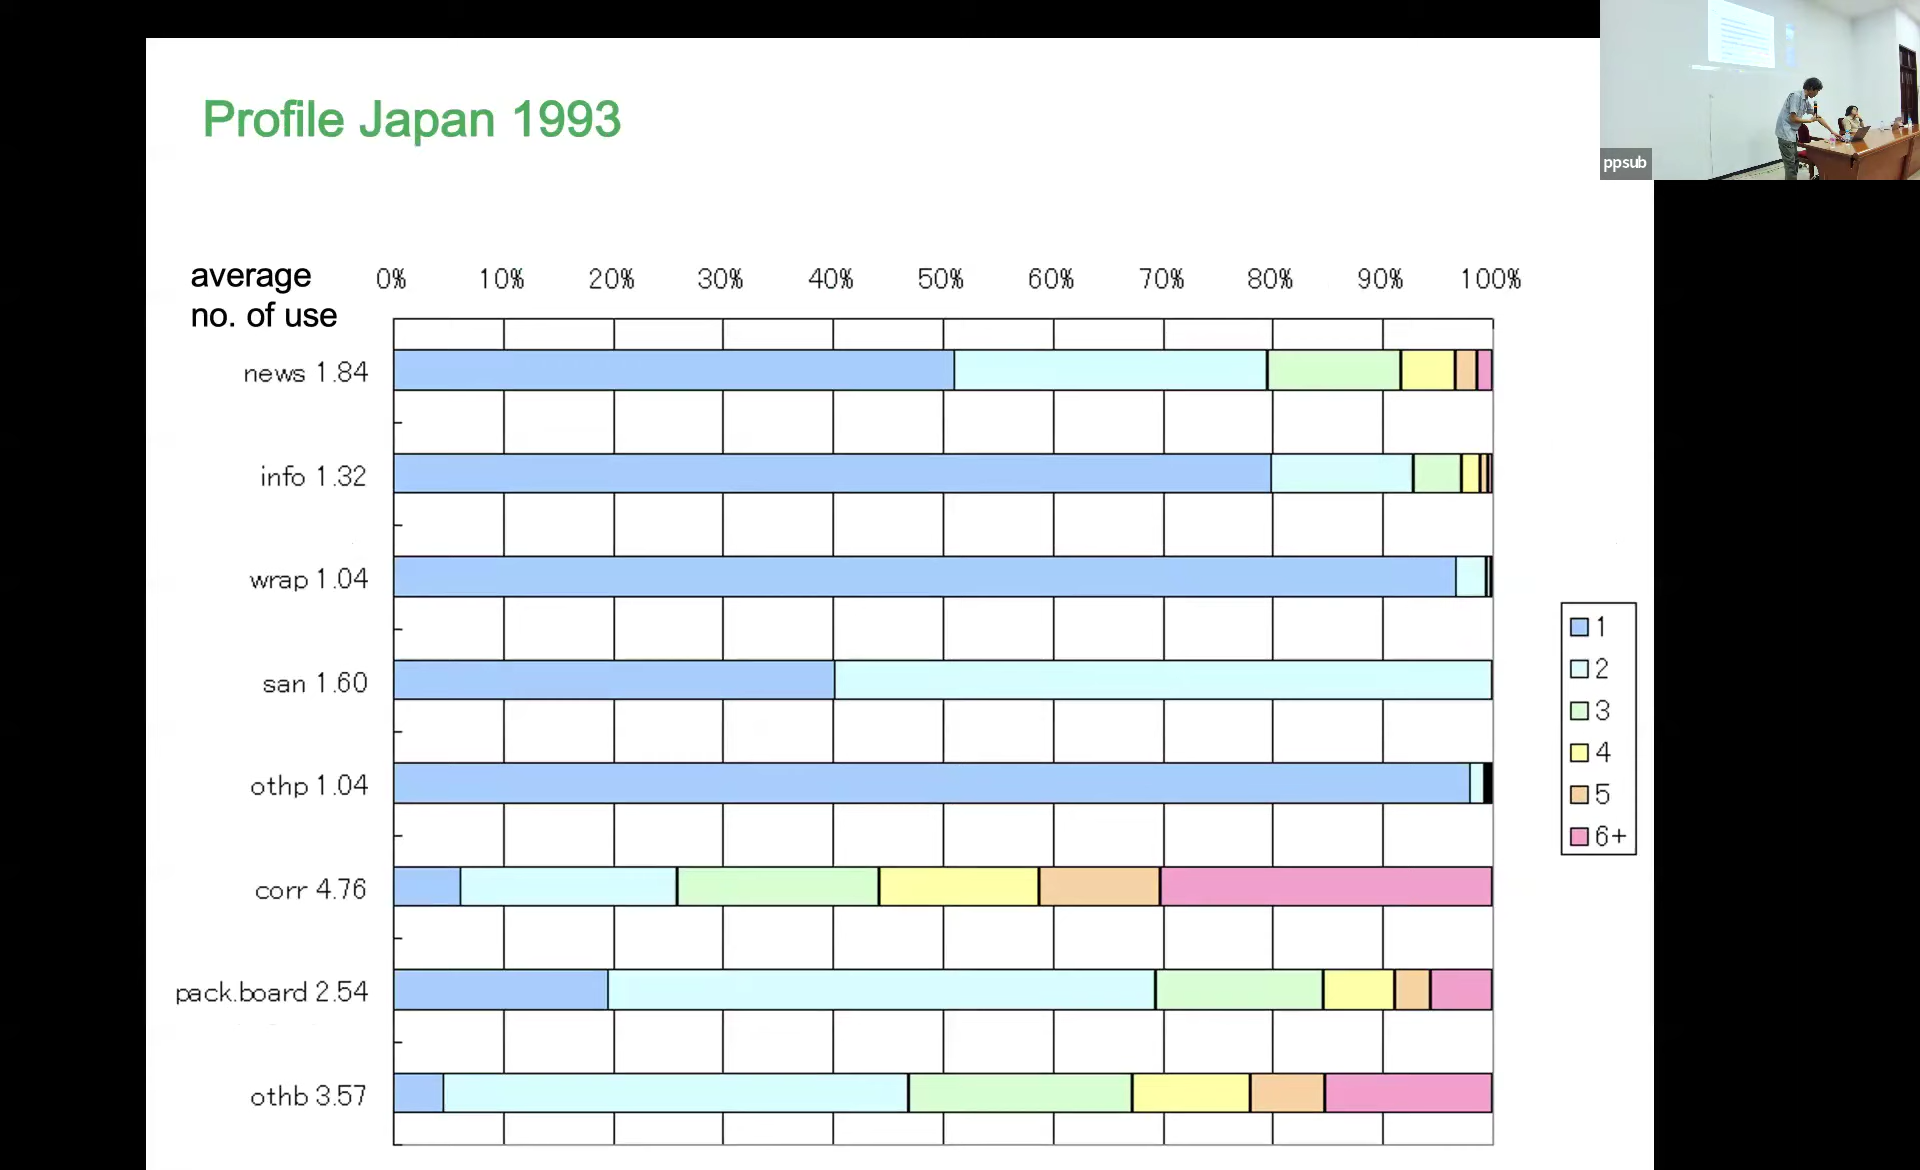 Profile Japan 1993
ppsub
average
no. of use
0% 10% 20% 30% 40% 50% 60% 70% 80% 90% 100%
news 1.84
info 1.32
wrap 1.04
san 1.60
othp 1.04
corr 4.76
pack.board 2.54
othb 3.57
1
2
3
4
5
6+